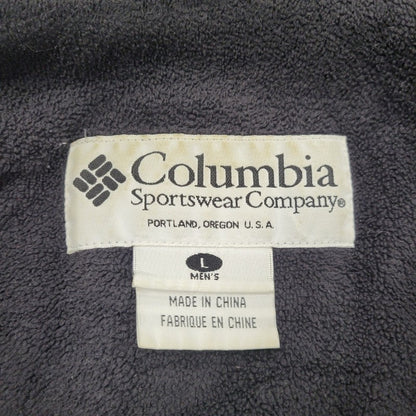 Columbia
Sportswear Company®
PORTLAND, OREGON U.S.A.
L
MEN'S
MADE IN CHINA
FABRIQUE EN CHINE